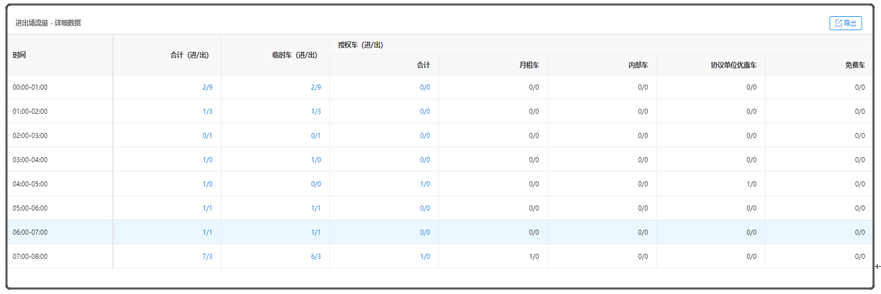 进出场流量 - 详细数据 导出
时间 合计（进/出） 临时车（进/出） 授权车（进/出）
合计 月租车 内部车 协议单位优惠车 免费车
00:00-01:00 2/9 2/9 0/0 0/0 0/0 0/0 0/0
01:00-02:00 1/3 1/3 0/0 0/0 0/0 0/0 0/0
02:00-03:00 0/1 0/1 0/0 0/0 0/0 0/0 0/0
03:00-04:00 1/0 1/0 0/0 0/0 0/0 0/0 0/0
04:00-05:00 1/0 0/0 1/0 0/0 0/0 1/0 0/0
05:00-06:00 1/1 1/1 0/0 0/0 0/0 0/0 0/0
06:00-07:00 1/1 1/1 0/0 0/0 0/0 0/0 0/0
07:00-08:00 7/3 6/3 1/0 1/0 0/0 0/0 0/0